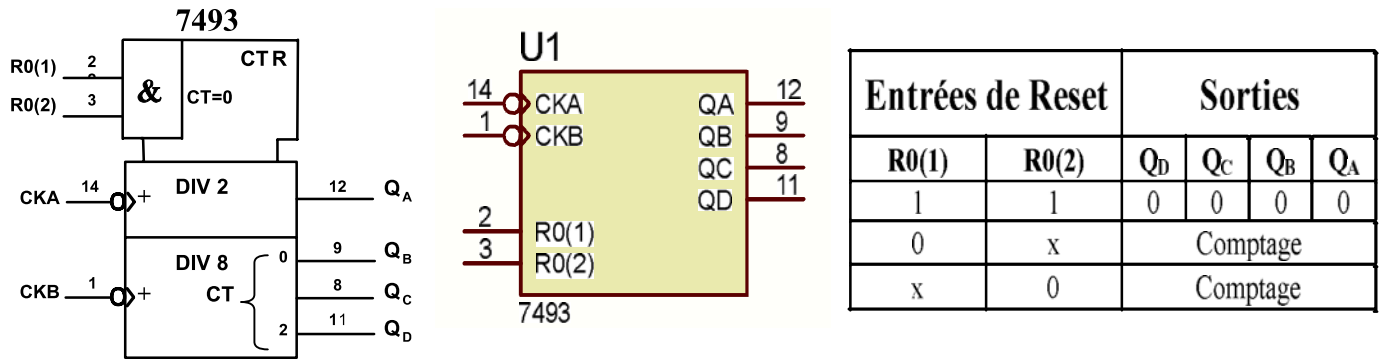 7493
R0(1) 2
R0(2) 3
&
CTR
CT=0
CKA 14
+
DIV 2
12 QA
CKB 1
+
DIV 8
CT
0
2
9 QB
8 QC
11 QD
U1
14 CKA QA 12
1 CKB QB 9
QC 8
QD 11
2 R0(1)
3 R0(2)
7493
Entrées de Reset Sorties
R0(1) R0(2) QD QC QB QA
1 1 0 0 0 0
0 x Comptage
x 0 Comptage